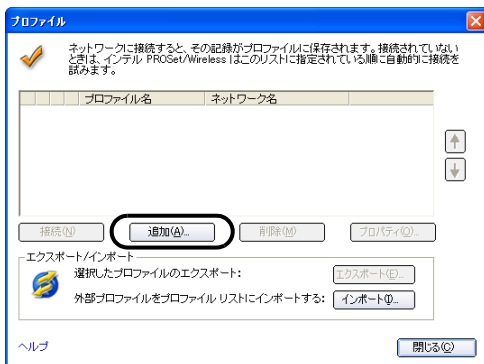 プロファイル
ネットワークに接続すると、その記録がプロファイルに保存されます。接続されていない
ときは、インテル PROSet/Wireless はこのリストに指定されている順に自動的に接続を
試みます。
プロファイル名 ネットワーク名
接続(N) 追加(A)... 削除(M) プロパティ(O)...
エクスポート/インポート
選択したプロファイルのエクスポート: エクスポート(E)...
外部プロファイルをプロファイル リストにインポートする: インポート(I)...
ヘルプ 閉じる(C)